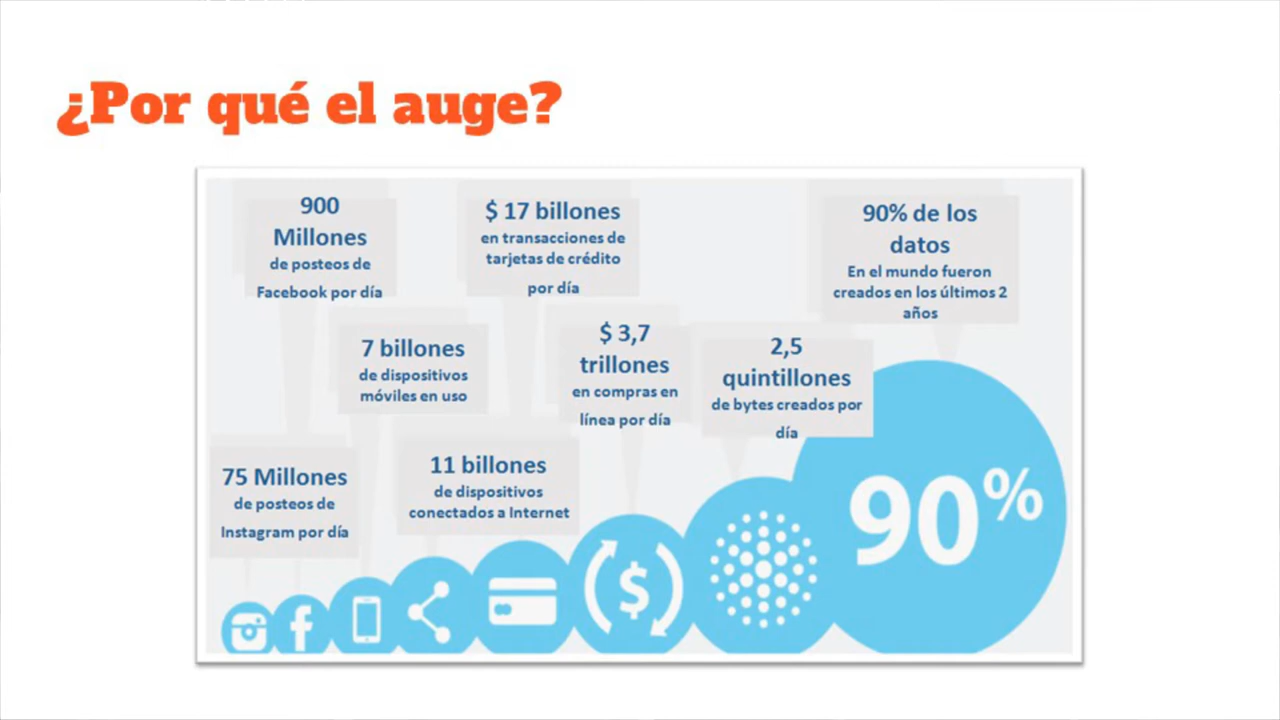 ¿Por qué el auge?
900
Millones
de posteos de
Facebook por día
$ 17 billones
en transacciones de
tarjetas de crédito
por día
90% de los
datos
En el mundo fueron
creados en los últimos 2
años
7 billones
de dispositivos
móviles en uso
$ 3,7
trillones
en compras en
línea por día
2,5
quintillones
de bytes creados por
día
75 Millones
de posteos de
Instagram por día
11 billones
de dispositivos
conectados a Internet
90%